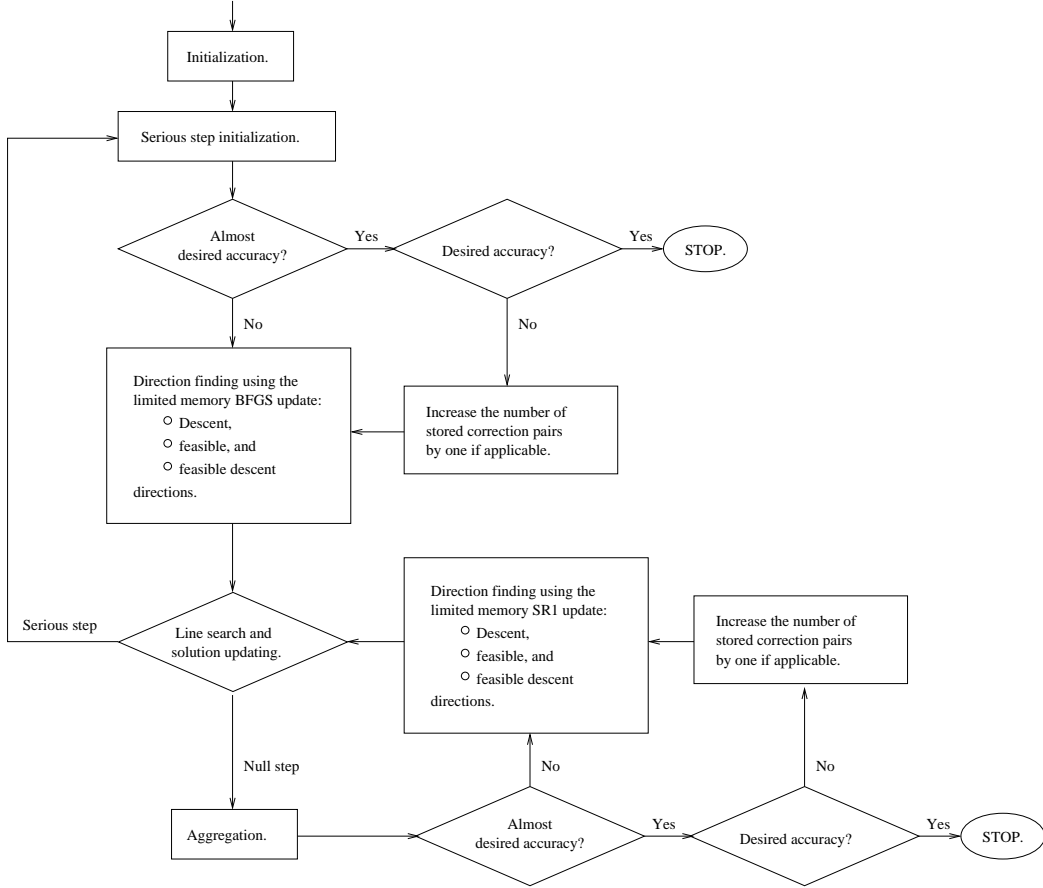 Initialization.
Serious step initialization.
Almost
desired accuracy?
Yes
Desired accuracy?
Yes
STOP.
No
No
Direction finding using the
limited memory BFGS update:
Descent,
feasible, and
feasible descent
directions.
Increase the number of
stored correction pairs
by one if applicable.
Serious step
Line search and
solution updating.
Direction finding using the
limited memory SR1 update:
Descent,
feasible, and
feasible descent
directions.
Increase the number of
stored correction pairs
by one if applicable.
Null step
No
No
Aggregation.
Almost
desired accuracy?
Yes
Desired accuracy?
Yes
STOP.